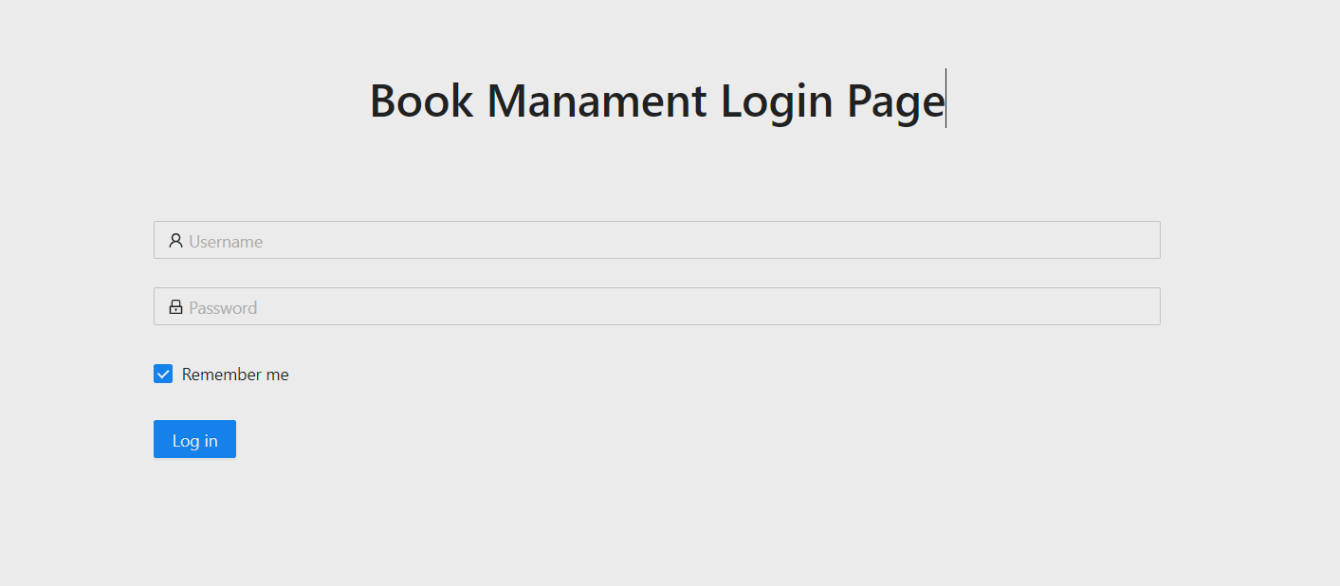 Book Manament Login Page
Username
Password
Remember me
Log in